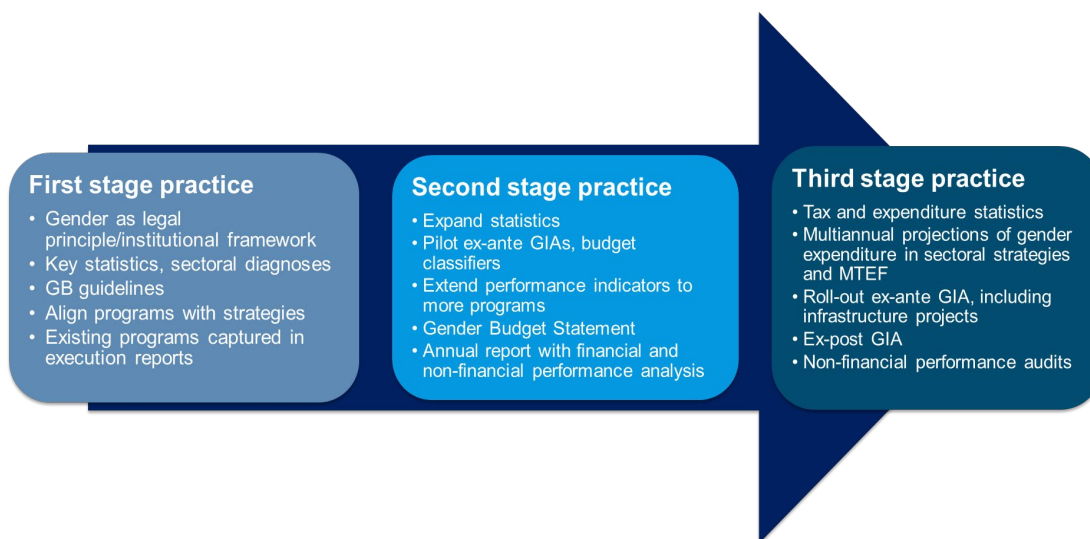 First stage practice
• Gender as legal
principle/institutional framework
• Key statistics, sectoral diagnoses
• GB guidelines
• Align programs with strategies
• Existing programs captured in
execution reports
Second stage practice
• Expand statistics
• Pilot ex-ante GIAs, budget
classifiers
• Extend performance indicators to
more programs
• Gender Budget Statement
• Annual report with financial and
non-financial performance analysis
Third stage practice
• Tax and expenditure statistics
• Multiannual projections of gender
expenditure in sectoral strategies
and MTEF
• Roll-out ex-ante GIA, including
infrastructure projects
• Ex-post GIA
• Non-financial performance audits